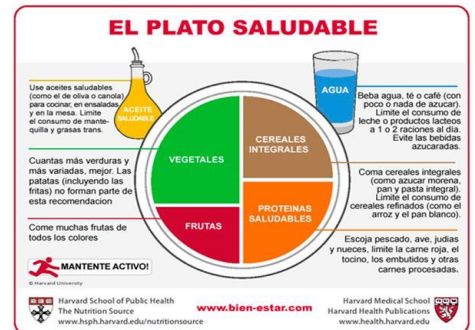 EL PLATO SALUDABLE
Use aceites saludables
(como el de oliva o canola)
para cocinar, en ensaladas
y en la mesa. Limite
el consumo de mante-
quilla y grasas trans.
ACEITE
SALUDABLE
AGUA
Beba agua, té o café (con
poco o nada de azucar).
Limite el consumo de
leche o productos lacteos
a 1 o 2 raciones al día.
Evite las bebidas
azucaradas.
VEGETALES
CEREALES
INTEGRALES
Cuantas más verduras y
más variadas, mejor. Las
patatas (incluyendo las
fritas) no forman parte de
esta recomendacion
Coma cereales integrales
(como azucar morena,
pan y pasta integral).
Limite el consumo de
cereales refinados (como el
arroz y el pan blanco).
FRUTAS
PROTEINAS
SALUDABLES
Come muchas frutas de
todos los colores
Escoja pescado, ave, judias
y nueces, limite la carne roja, el
tocino, los embutidos y otras
carnes procesadas.
MANTENTE ACTIVO!
© Harvard University
Harvard School of Public Health
The Nutrition Source
www.hsph.harvard.edu/nutritionsource
www.bien-estar.com
Harvard Medical School
Harvard Health Publications
www.health.harvard.edu